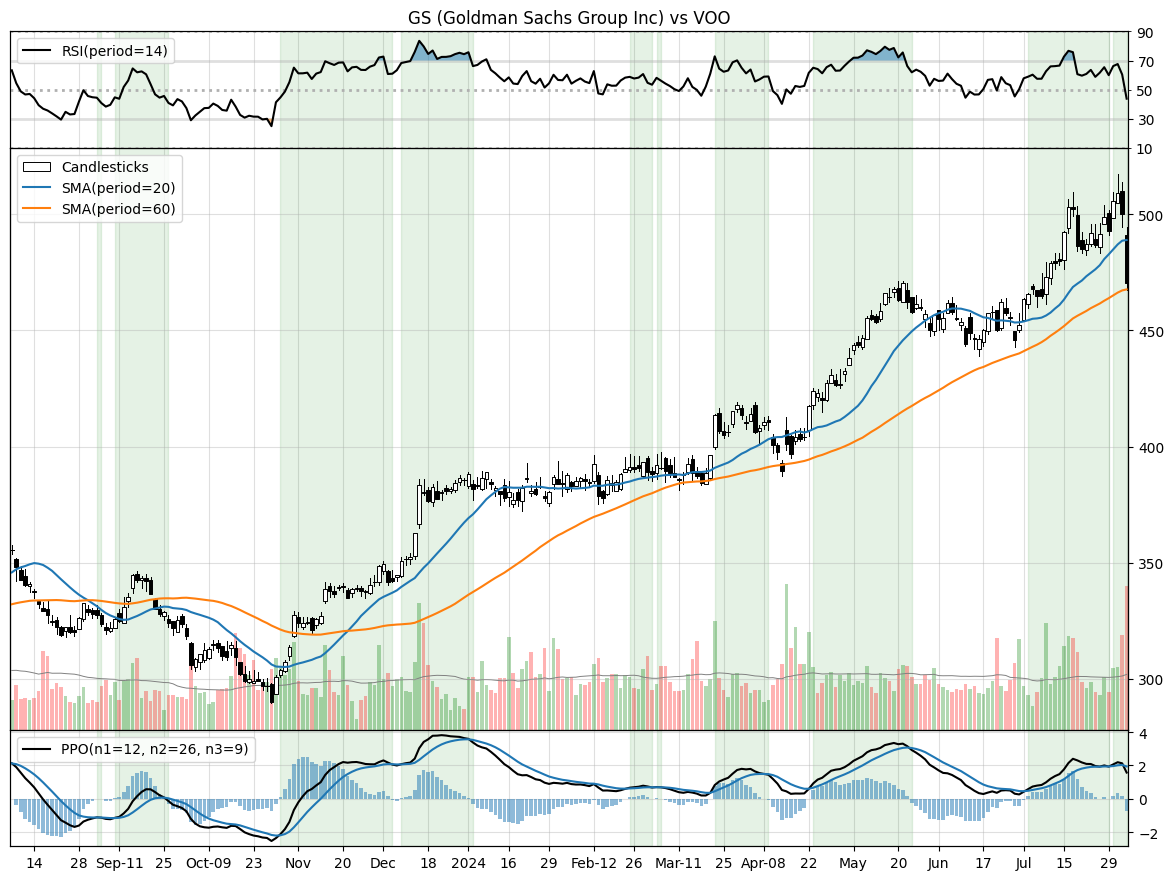 GS (Goldman Sachs Group Inc) vs VOO
RSI(period=14)
90
70
50
30
10
Candlesticks
SMA(period=20)
SMA(period=60)
500
450
400
350
300
PPO(n1=12, n2=26, n3=9)
4
2
0
−2
14 28 Sep-11 25 Oct-09 23 Nov 20 Dec 18 2024 16 29 Feb-12 26 Mar-11 25 Apr-08 22 May 20 Jun 17 Jul 15 29